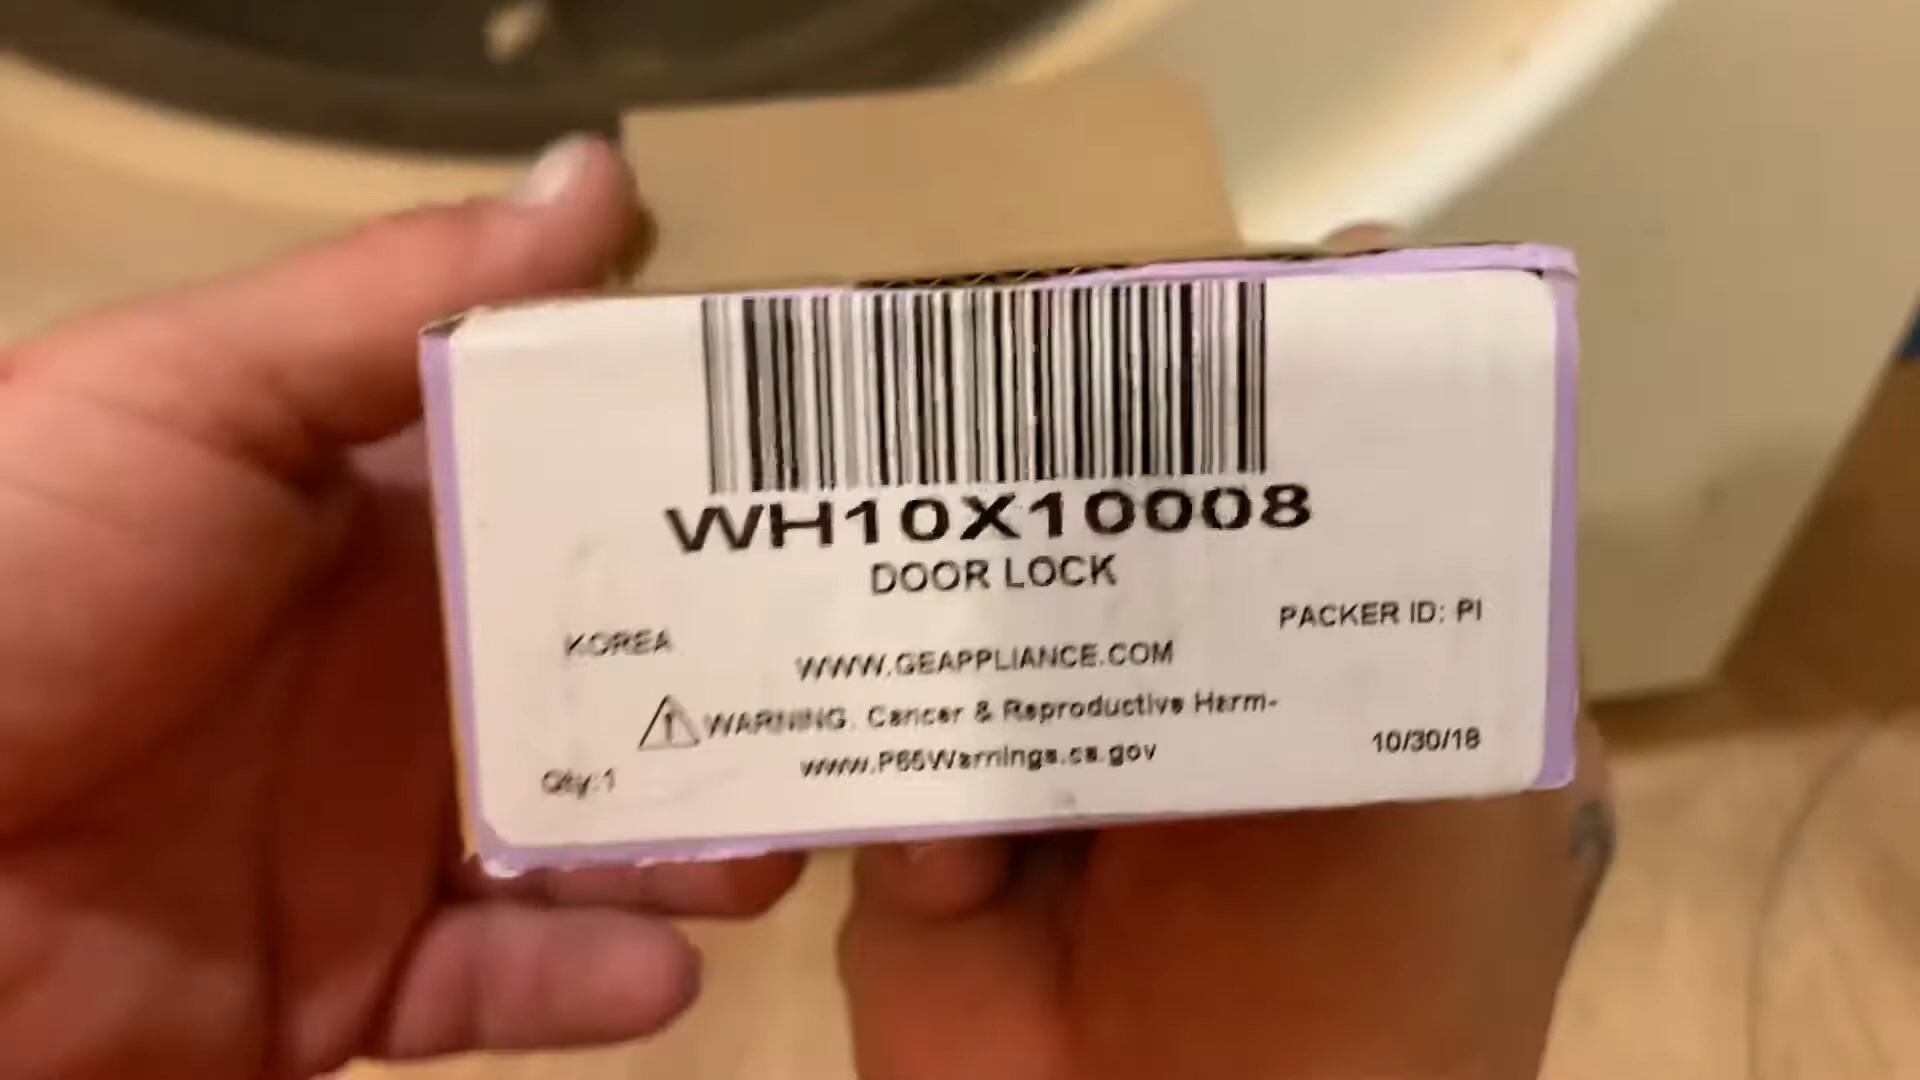 WH10X10008
DOOR LOCK
PACKER ID: PI
KOREA
WWW.GEAPPLIANCE.COM
WARNING. Cancer & Reproductive Harm-
10/30/18
www.P65Warnings.ca.gov
Qty:1